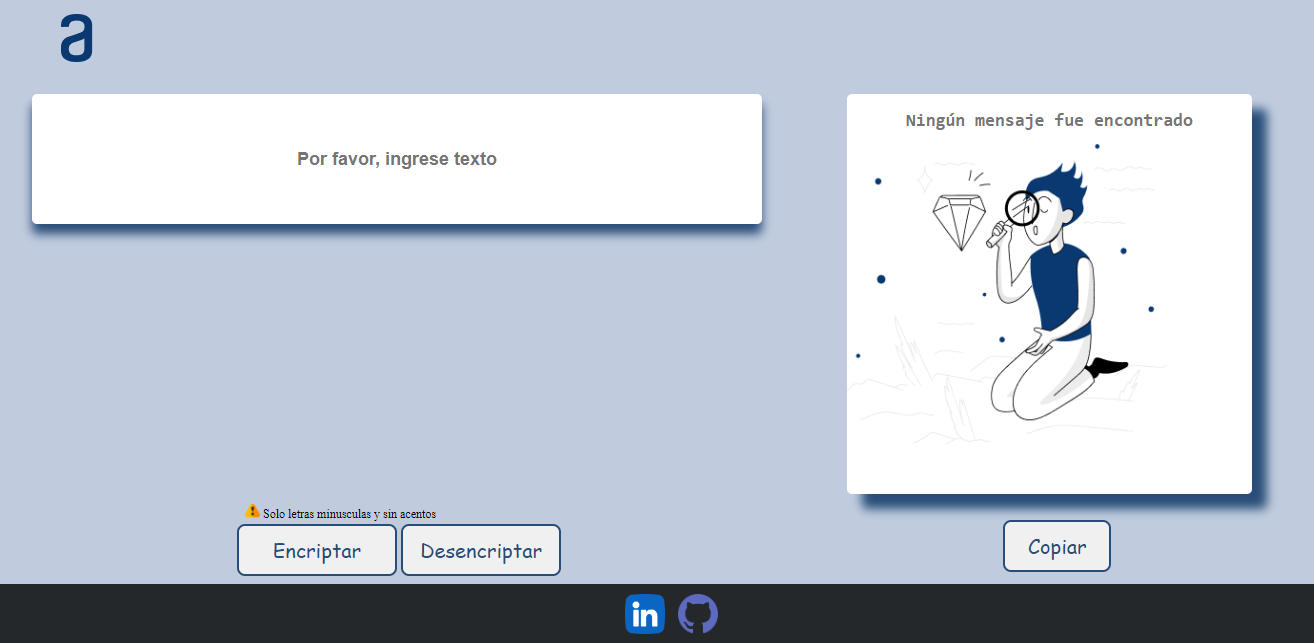 a
Por favor, ingrese texto
Ningún mensaje fue encontrado
Solo letras minusculas y sin acentos
Encriptar
Desencriptar
Copiar
in